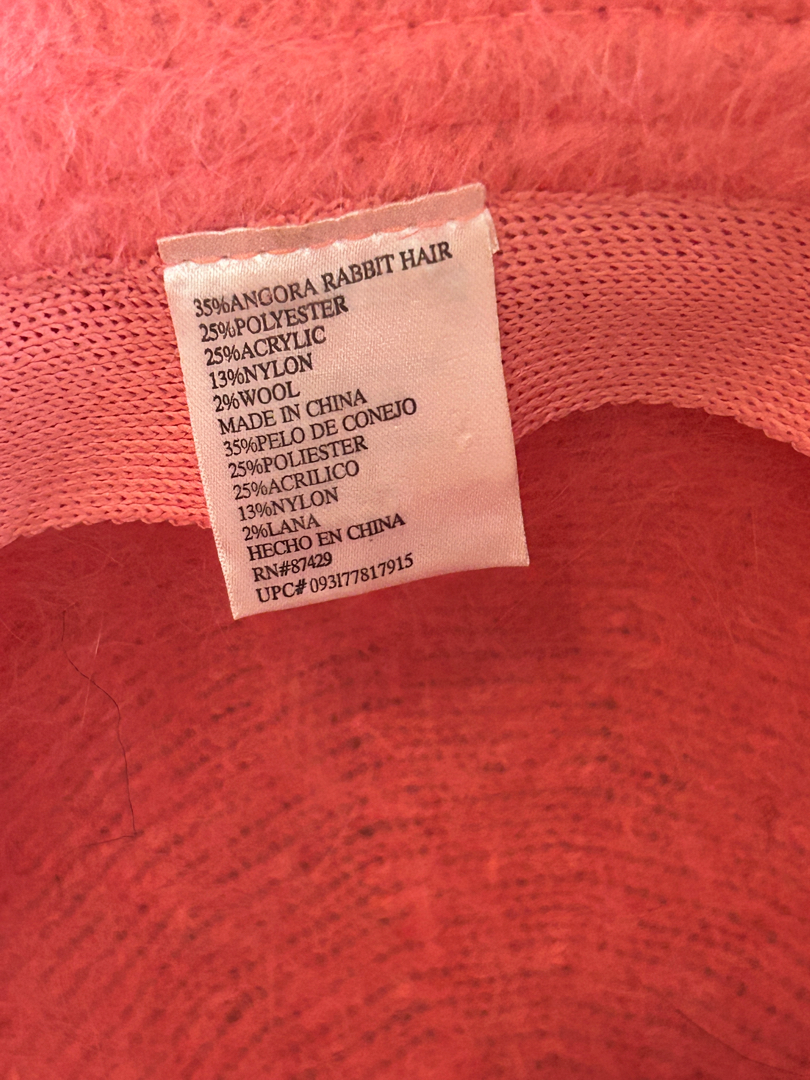 35%ANGORA RABBIT HAIR
25%POLYESTER
25%ACRYLIC
13%NYLON
2%WOOL
MADE IN CHINA
35%PELO DE CONEJO
25%POLIESTER
25%ACRILICO
13%NYLON
2%LANA
HECHO EN CHINA
RN#87429
UPC# 093177817915